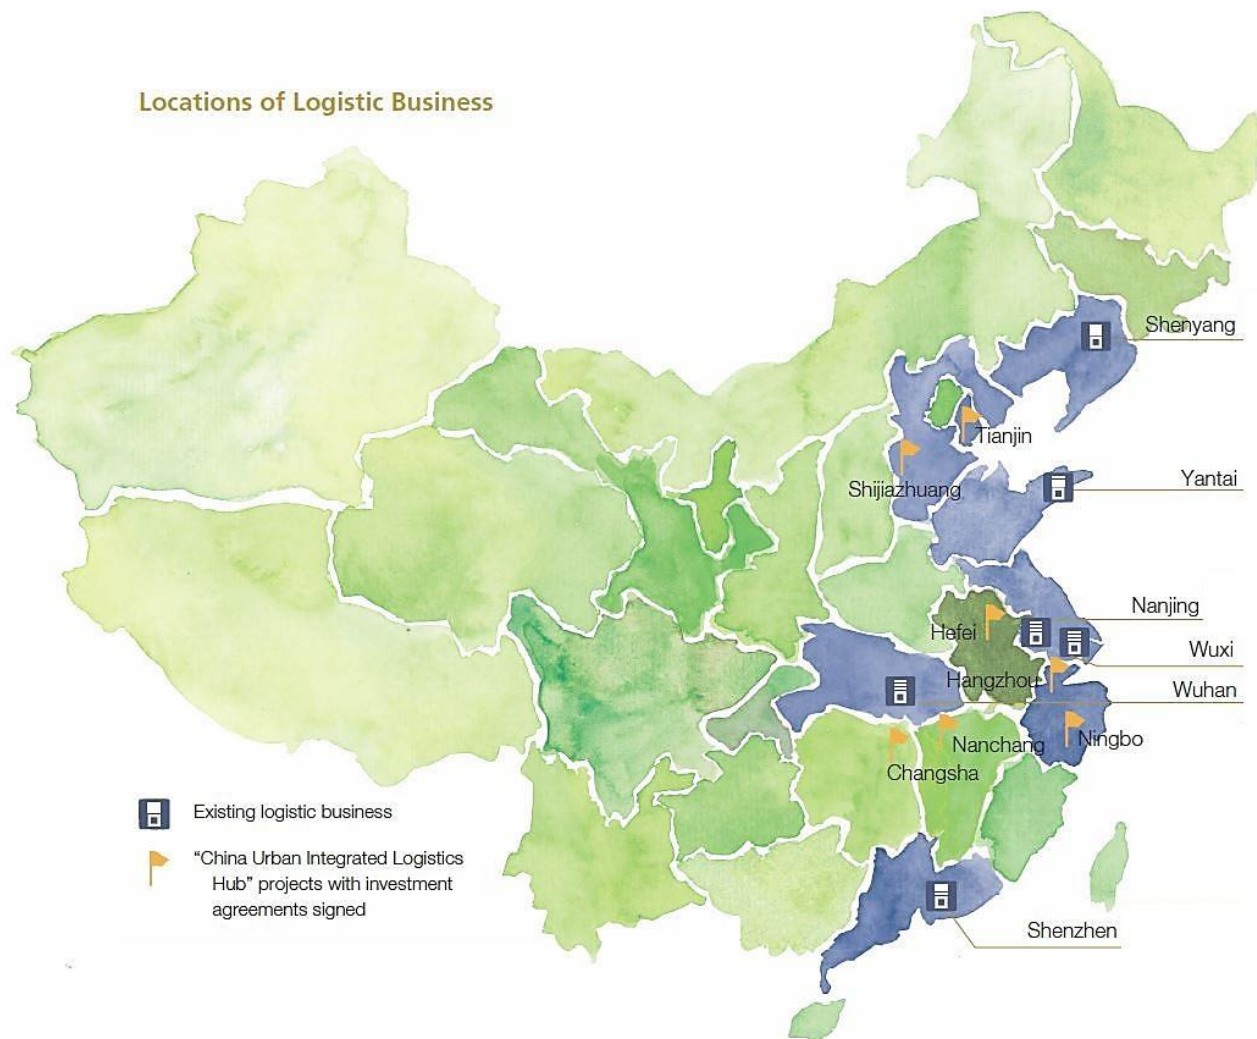 Locations of Logistic Business
Shenyang
Tianjin
Yantai
Shijiazhuang
Nanjing
Hefei
Wuxi
Hangzhou
Wuhan
Ningbo
Nanchang
Changsha
Existing logistic business
“China Urban Integrated Logistics
Hub” projects with investment
agreements signed
Shenzhen